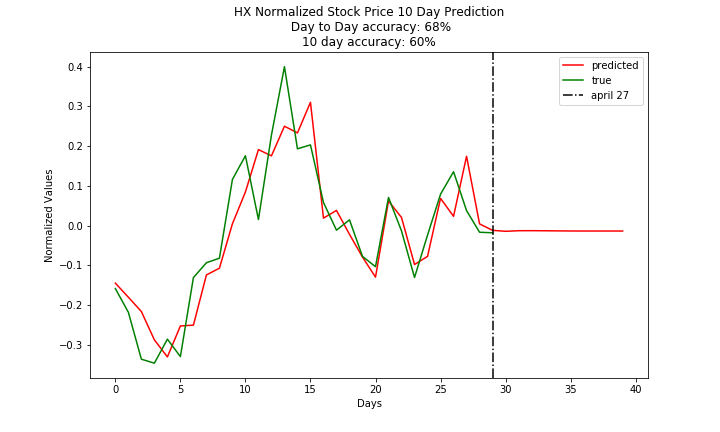 HX Normalized Stock Price 10 Day Prediction
Day to Day accuracy: 68%
10 day accuracy: 60%
predicted
true
april 27
0.4
0.3
0.2
0.1
0.0
−0.1
−0.2
−0.3
Normalized Values
0 5 10 15 20 25 30 35 40
Days